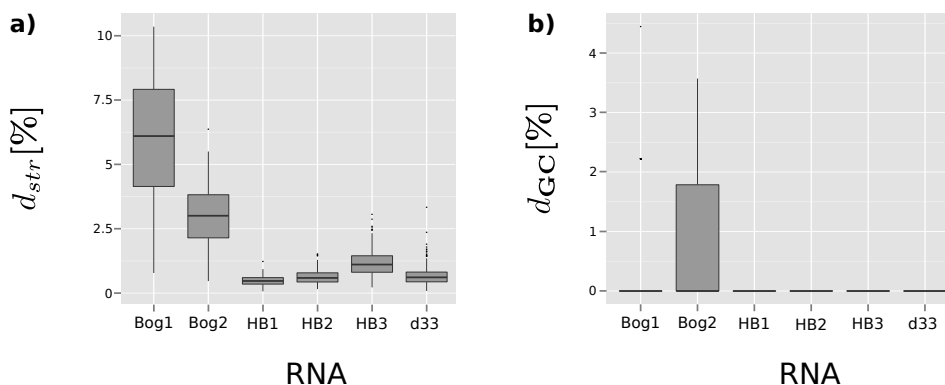 a)
d_str [%]
10
7.5
5
2.5
0
Bog1 Bog2 HB1 HB2 HB3 d33
RNA
b)
d_GC [%]
4
3
2
1
0
Bog1 Bog2 HB1 HB2 HB3 d33
RNA